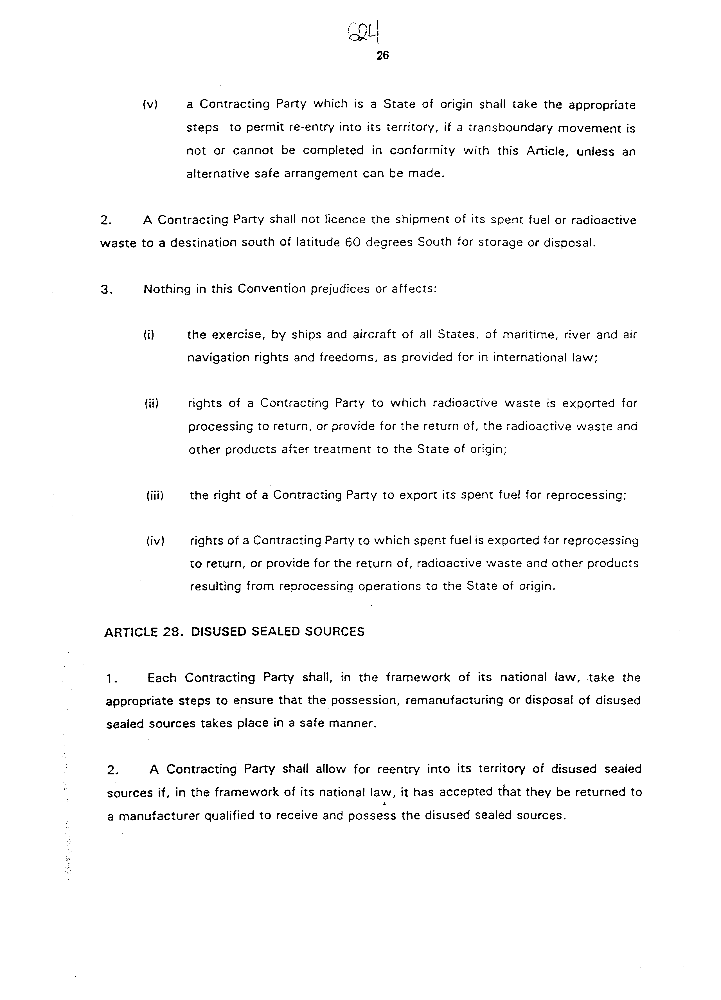 624
26
(v) a Contracting Party which is a State of origin shall take the appropriate
steps to permit re-entry into its territory, if a transboundary movement is
not or cannot be completed in conformity with this Article, unless an
alternative safe arrangement can be made.
2. A Contracting Party shall not licence the shipment of its spent fuel or radioactive
waste to a destination south of latitude 60 degrees South for storage or disposal.
3. Nothing in this Convention prejudices or affects:
(i) the exercise, by ships and aircraft of all States, of maritime, river and air
navigation rights and freedoms, as provided for in international law;
(ii) rights of a Contracting Party to which radioactive waste is exported for
processing to return, or provide for the return of, the radioactive waste and
other products after treatment to the State of origin;
(iii) the right of a Contracting Party to export its spent fuel for reprocessing;
(iv) rights of a Contracting Party to which spent fuel is exported for reprocessing
to return, or provide for the return of, radioactive waste and other products
resulting from reprocessing operations to the State of origin.
ARTICLE 28. DISUSED SEALED SOURCES
1. Each Contracting Party shall, in the framework of its national law, take the
appropriate steps to ensure that the possession, remanufacturing or disposal of disused
sealed sources takes place in a safe manner.
2. A Contracting Party shall allow for reentry into its territory of disused sealed
sources if, in the framework of its national law, it has accepted that they be returned to
a manufacturer qualified to receive and possess the disused sealed sources.